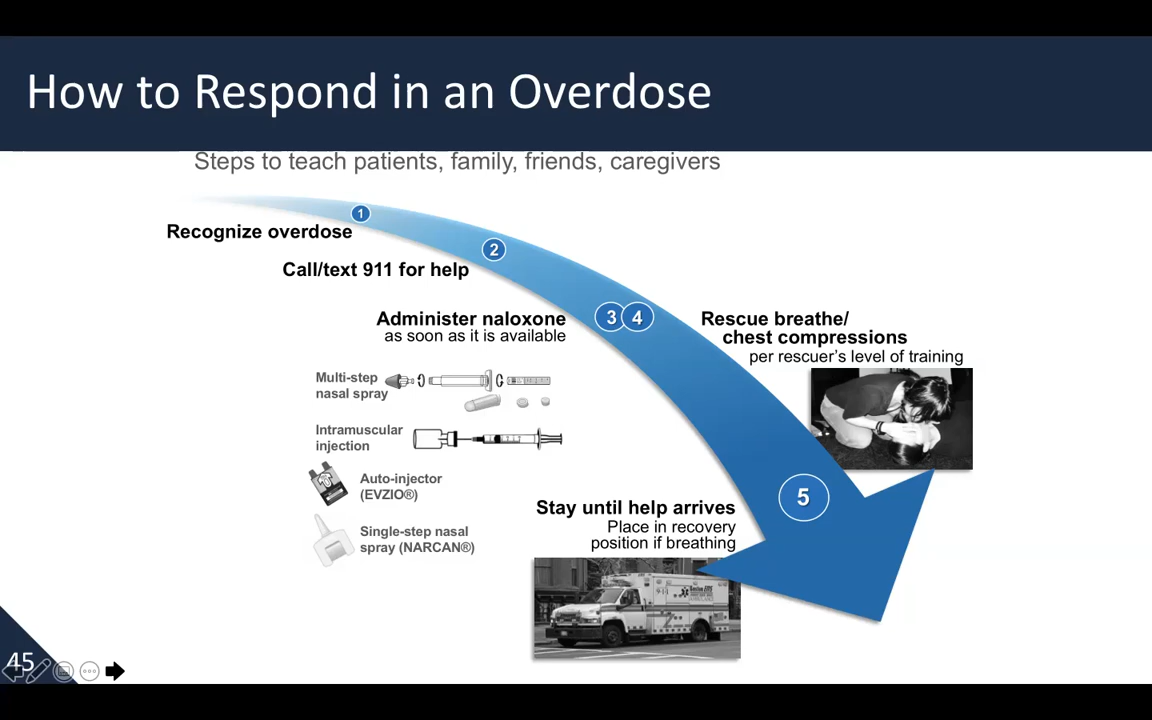 How to Respond in an Overdose
Steps to teach patients, family, friends, caregivers
1
Recognize overdose
2
Call/text 911 for help
3 4
Administer naloxone
as soon as it is available
Rescue breathe/
chest compressions
per rescuer's level of training
Multi-step
nasal spray
Intramuscular
injection
Auto-injector
(EVZIO®)
Single-step nasal
spray (NARCAN®)
5
Stay until help arrives
Place in recovery
position if breathing
45